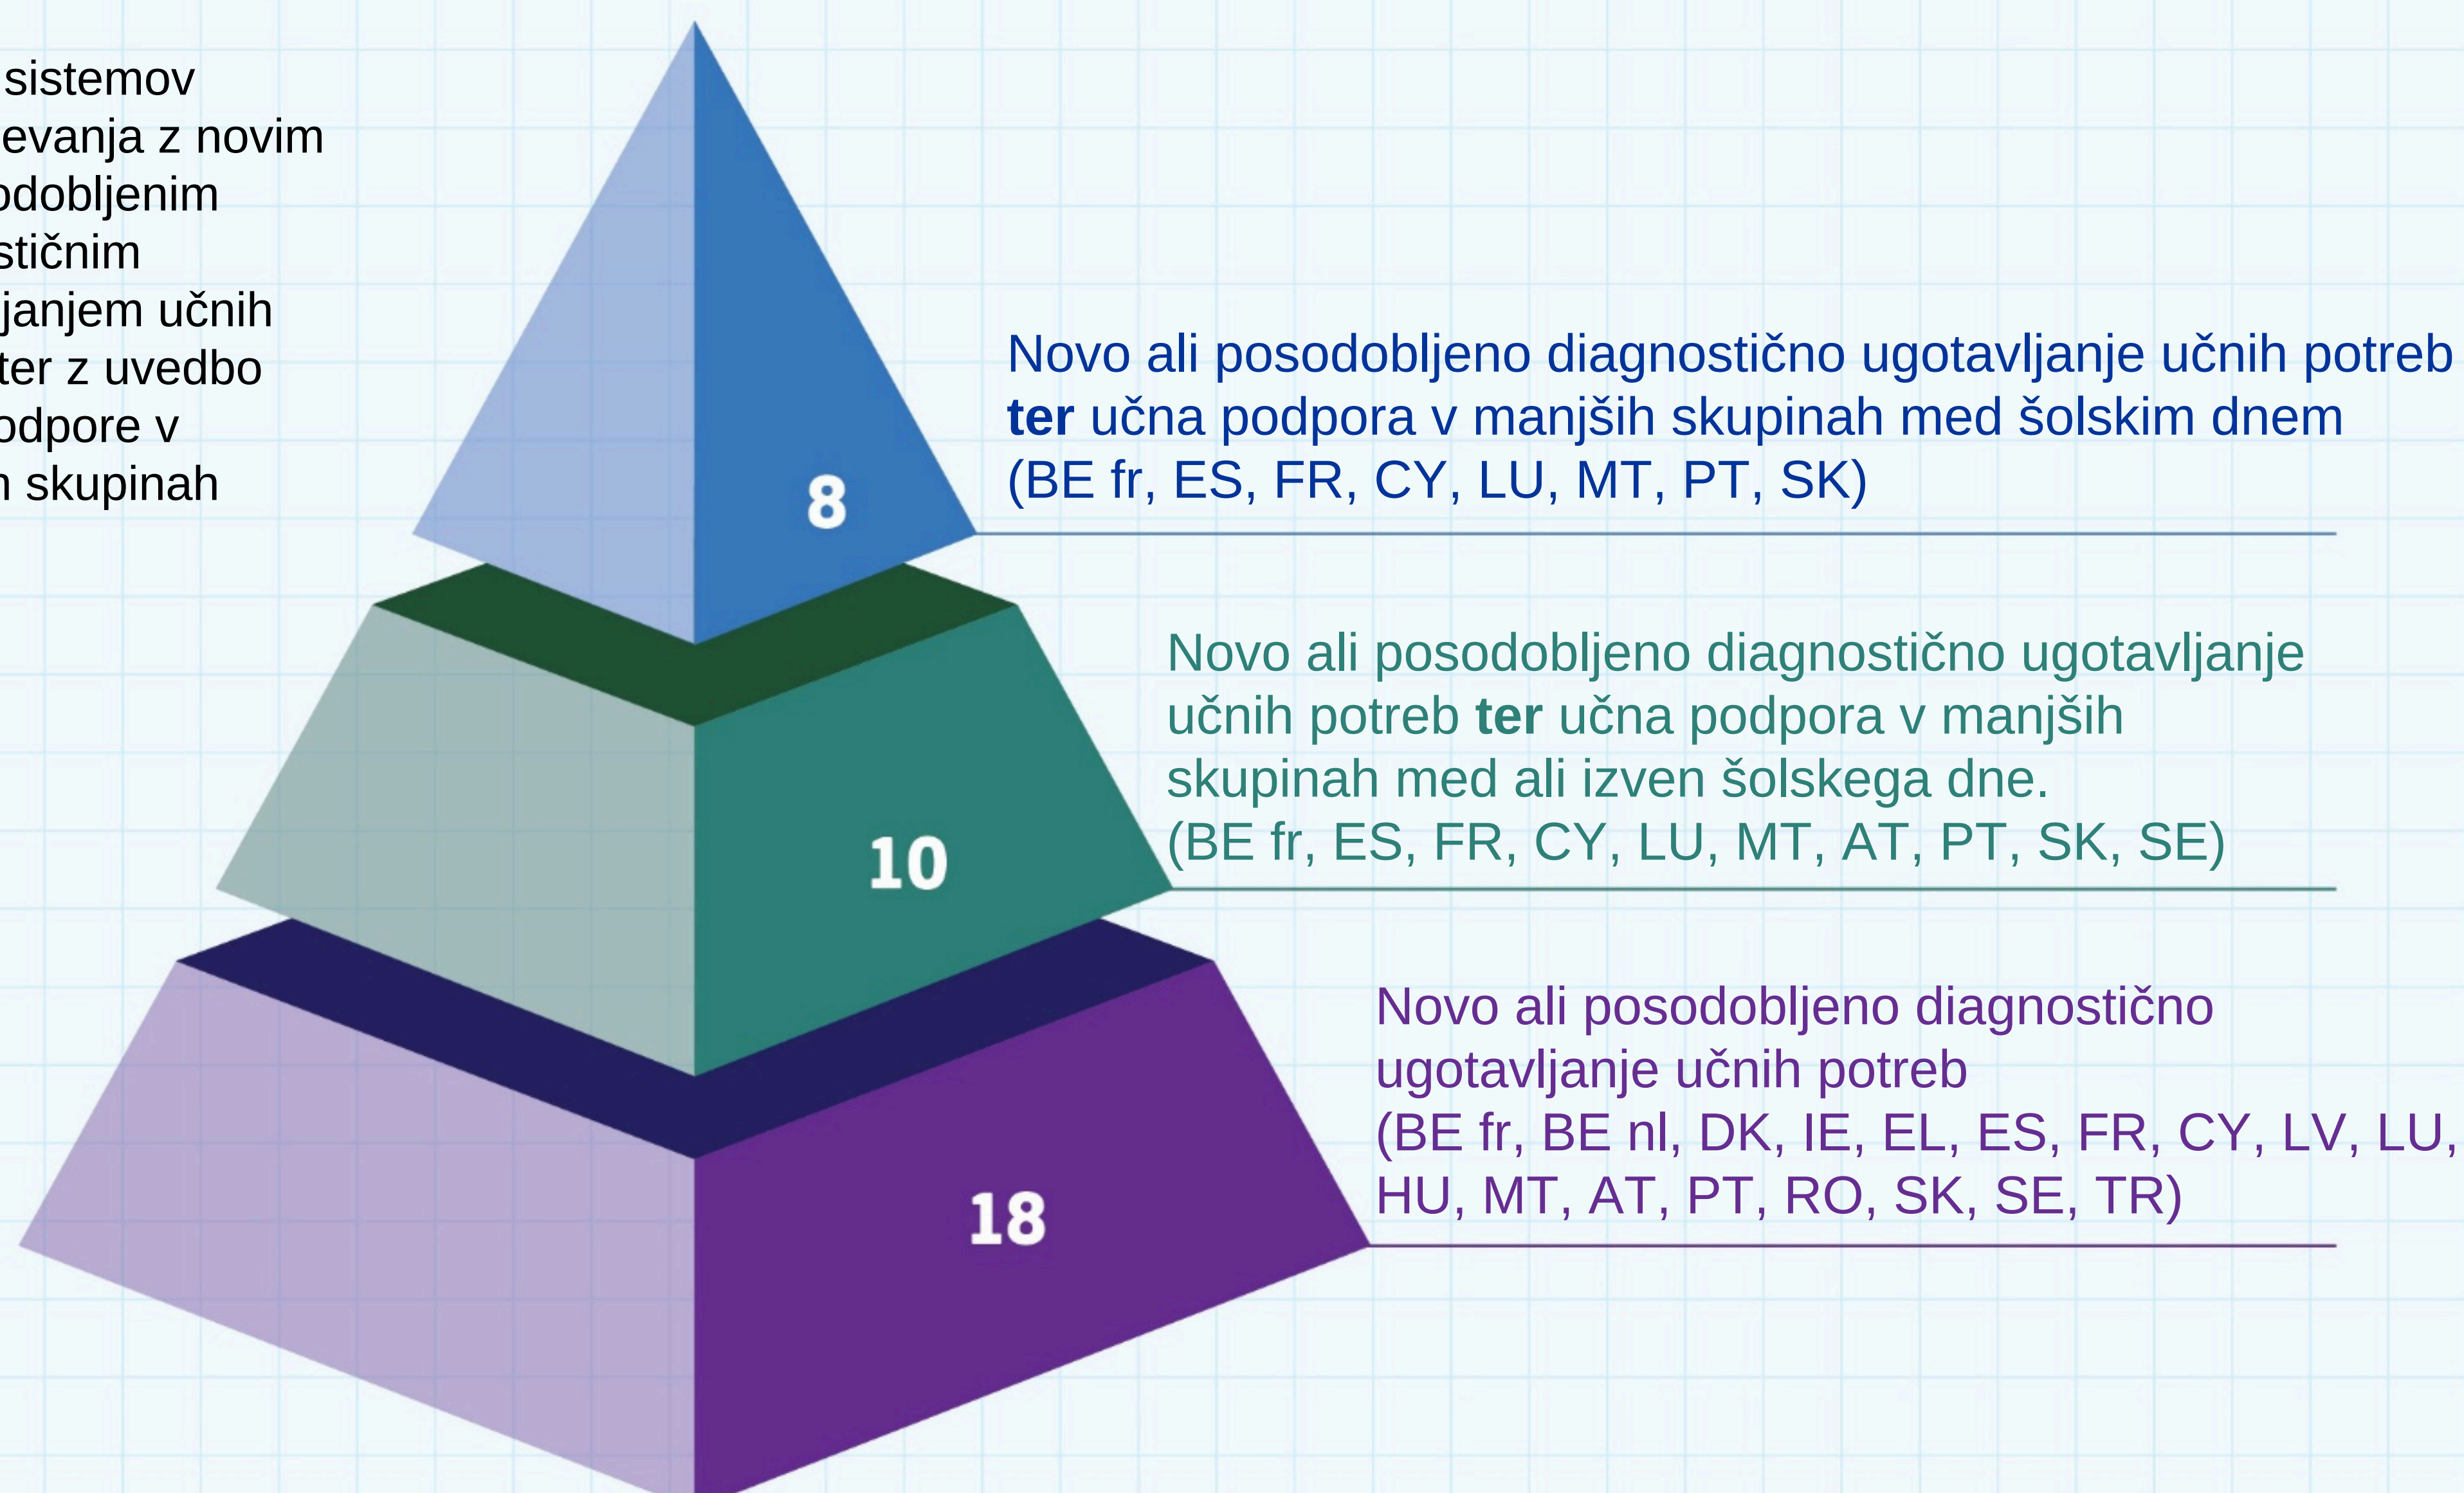 sistemov
evanja z novim
odobljenim
stičnim
janjem učnih
ter z uvedbo
odpore v
skupinah
8
Novo ali posodobljeno diagnostično ugotavljanje učnih potreb
ter učna podpora v manjših skupinah med šolskim dnem
(BE fr, ES, FR, CY, LU, MT, PT, SK)
10
Novo ali posodobljeno diagnostično ugotavljanje
učnih potreb ter učna podpora v manjših
skupinah med ali izven šolskega dne.
(BE fr, ES, FR, CY, LU, MT, AT, PT, SK, SE)
18
Novo ali posodobljeno diagnostično
ugotavljanje učnih potreb
(BE fr, BE nl, DK, IE, EL, ES, FR, CY, LV, LU,
HU, MT, AT, PT, RO, SK, SE, TR)